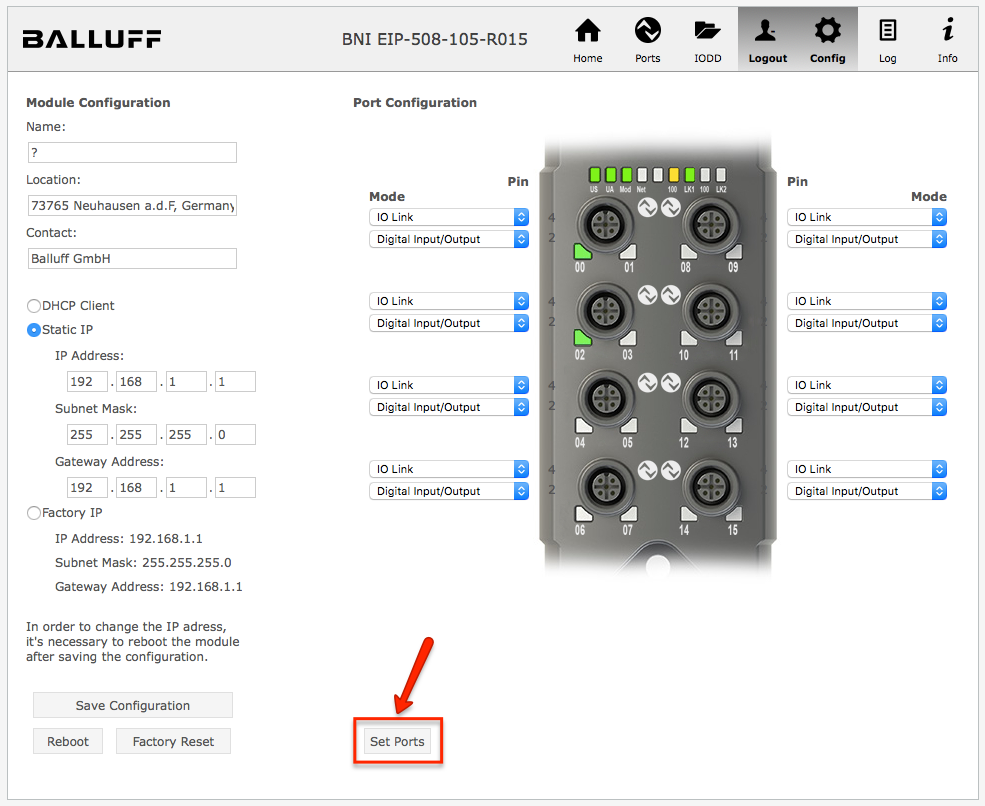 BALLUFF
BNI EIP-508-105-R015
Home
Ports
IODD
Logout
Config
Log
Info
Module Configuration
Name:
?
Location:
73765 Neuhausen a.d.F, Germany
Contact:
Balluff GmbH
DHCP Client
Static IP
IP Address:
192 . 168 . 1 . 1
Subnet Mask:
255 . 255 . 255 . 0
Gateway Address:
192 . 168 . 1 . 1
Factory IP
IP Address: 192.168.1.1
Subnet Mask: 255.255.255.0
Gateway Address: 192.168.1.1
In order to change the IP adress,
it's necessary to reboot the module
after saving the configuration.
Save Configuration
Reboot
Factory Reset
Port Configuration
Pin
Mode
IO Link
4
Digital Input/Output
2
IO Link
4
Digital Input/Output
2
IO Link
4
Digital Input/Output
2
IO Link
4
Digital Input/Output
2
US UA Mod Net 100 LK1 100 LK2
00 01 08 09
02 03 10 11
04 05 12 13
06 07 14 15
Pin
Mode
4
IO Link
2
Digital Input/Output
4
IO Link
2
Digital Input/Output
4
IO Link
2
Digital Input/Output
4
IO Link
2
Digital Input/Output
Set Ports